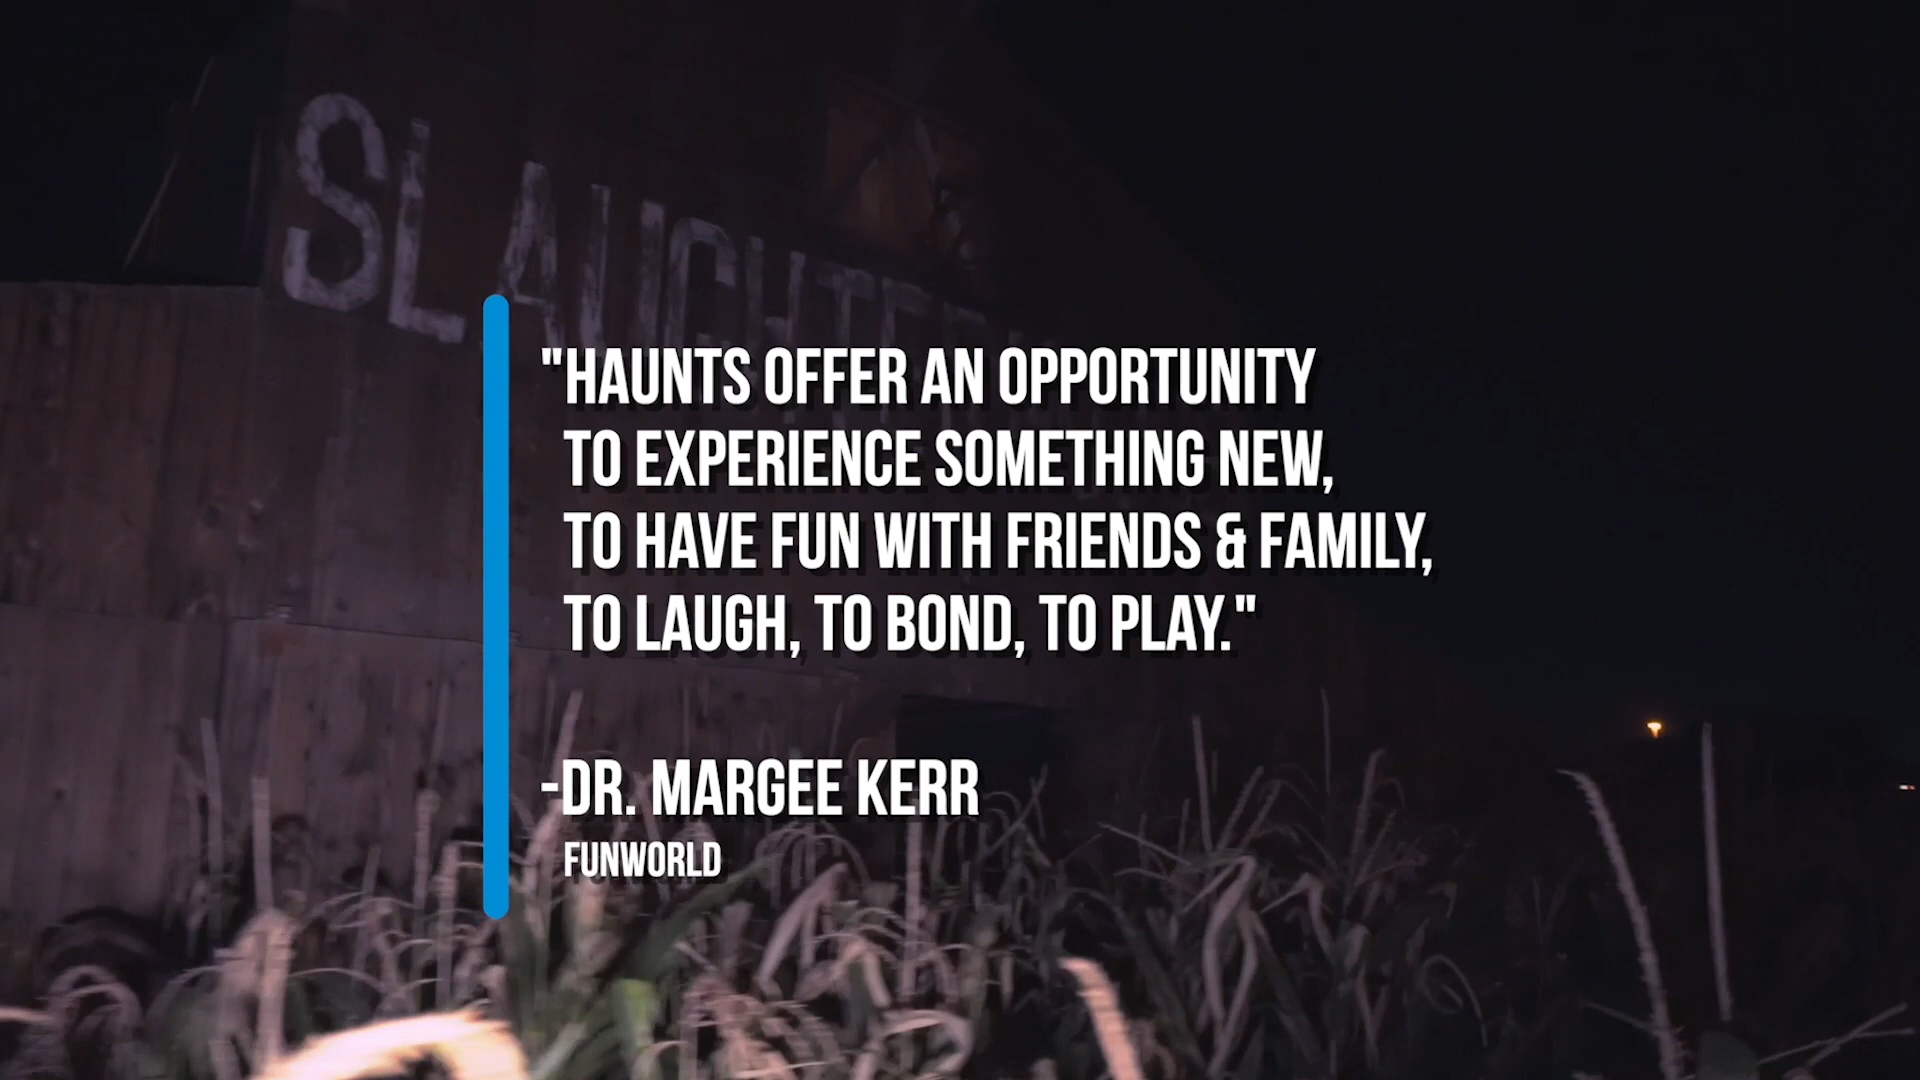 SLAUGHTER
"HAUNTS OFFER AN OPPORTUNITY
TO EXPERIENCE SOMETHING NEW,
TO HAVE FUN WITH FRIENDS & FAMILY,
TO LAUGH, TO BOND, TO PLAY."
-DR. MARGEE KERR
FUNWORLD